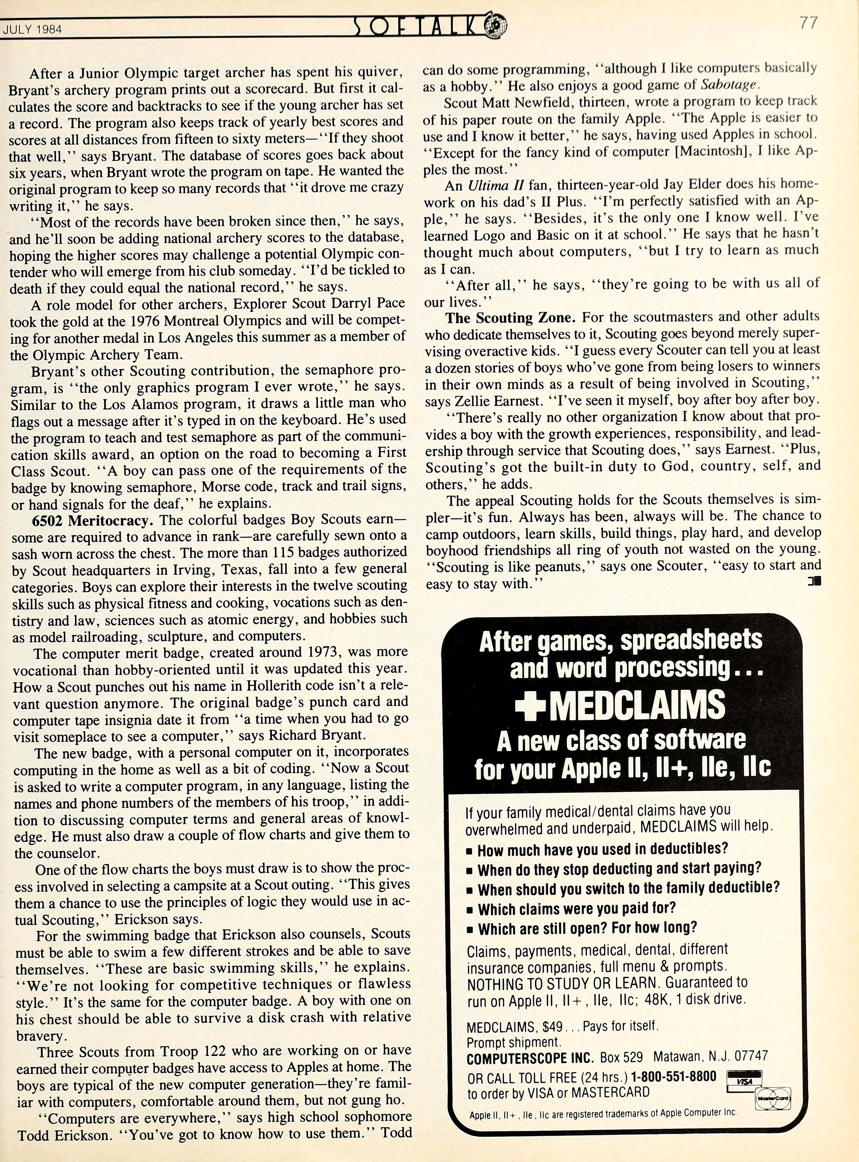 JULY 1984
SOFTALK
77
After a Junior Olympic target archer has spent his quiver,
Bryant's archery program prints out a scorecard. But first it cal-
culates the score and backtracks to see if the young archer has set
a record. The program also keeps track of yearly best scores and
scores at all distances from fifteen to sixty meters—“If they shoot
that well,” says Bryant. The database of scores goes back about
six years, when Bryant wrote the program on tape. He wanted the
original program to keep so many records that “it drove me crazy
writing it,” he says.
“Most of the records have been broken since then,” he says,
and he'll soon be adding national archery scores to the database,
hoping the higher scores may challenge a potential Olympic con-
tender who will emerge from his club someday. “I'd be tickled to
death if they could equal the national record,” he says.
A role model for other archers, Explorer Scout Darryl Pace
took the gold at the 1976 Montreal Olympics and will be compet-
ing for another medal in Los Angeles this summer as a member of
the Olympic Archery Team.
Bryant's other Scouting contribution, the semaphore pro-
gram, is “the only graphics program I ever wrote,” he says.
Similar to the Los Alamos program, it draws a little man who
flags out a message after it's typed in on the keyboard. He's used
the program to teach and test semaphore as part of the communi-
cation skills award, an option on the road to becoming a First
Class Scout. “A boy can pass one of the requirements of the
badge by knowing semaphore, Morse code, track and trail signs,
or hand signals for the deaf,” he explains.
6502 Meritocracy. The colorful badges Boy Scouts earn—
some are required to advance in rank—are carefully sewn onto a
sash worn across the chest. The more than 115 badges authorized
by Scout headquarters in Irving, Texas, fall into a few general
categories. Boys can explore their interests in the twelve scouting
skills such as physical fitness and cooking, vocations such as den-
tistry and law, sciences such as atomic energy, and hobbies such
as model railroading, sculpture, and computers.
The computer merit badge, created around 1973, was more
vocational than hobby-oriented until it was updated this year.
How a Scout punches out his name in Hollerith code isn't a rele-
vant question anymore. The original badge's punch card and
computer tape insignia date it from “a time when you had to go
visit someplace to see a computer,” says Richard Bryant.
The new badge, with a personal computer on it, incorporates
computing in the home as well as a bit of coding. “Now a Scout
is asked to write a computer program, in any language, listing the
names and phone numbers of the members of his troop,” in addi-
tion to discussing computer terms and general areas of knowl-
edge. He must also draw a couple of flow charts and give them to
the counselor.
One of the flow charts the boys must draw is to show the proc-
ess involved in selecting a campsite at a Scout outing. “This gives
them a chance to use the principles of logic they would use in ac-
tual Scouting,” Erickson says.
For the swimming badge that Erickson also counsels, Scouts
must be able to swim a few different strokes and be able to save
themselves. “These are basic swimming skills,” he explains.
“We're not looking for competitive techniques or flawless
style.” It's the same for the computer badge. A boy with one on
his chest should be able to survive a disk crash with relative
bravery.
Three Scouts from Troop 122 who are working on or have
earned their computer badges have access to Apples at home. The
boys are typical of the new computer generation—they're famil-
iar with computers, comfortable around them, but not gung ho.
“Computers are everywhere,” says high school sophomore
Todd Erickson. “You've got to know how to use them.” Todd
can do some programming, “although I like computers basically
as a hobby.” He also enjoys a good game of Sabotage.
Scout Matt Newfield, thirteen, wrote a program to keep track
of his paper route on the family Apple. “The Apple is easier to
use and I know it better,” he says, having used Apples in school.
“Except for the fancy kind of computer [Macintosh], I like Ap-
ples the most.”
An Ultima II fan, thirteen-year-old Jay Elder does his home-
work on his dad's II Plus. “I'm perfectly satisfied with an Ap-
ple,” he says. “Besides, it's the only one I know well. I've
learned Logo and Basic on it at school.” He says that he hasn't
thought much about computers, “but I try to learn as much
as I can.
“After all,” he says, “they're going to be with us all of
our lives.”
The Scouting Zone. For the scoutmasters and other adults
who dedicate themselves to it, Scouting goes beyond merely super-
vising overactive kids. “I guess every Scouter can tell you at least
a dozen stories of boys who've gone from being losers to winners
in their own minds as a result of being involved in Scouting,”
says Zellie Earnest. “I've seen it myself, boy after boy after boy.
“There's really no other organization I know about that pro-
vides a boy with the growth experiences, responsibility, and lead-
ership through service that Scouting does,” says Earnest. “Plus,
Scouting's got the built-in duty to God, country, self, and
others,” he adds.
The appeal Scouting holds for the Scouts themselves is sim-
pler—it's fun. Always has been, always will be. The chance to
camp outdoors, learn skills, build things, play hard, and develop
boyhood friendships all ring of youth not wasted on the young.
“Scouting is like peanuts,” says one Scouter, “easy to start and
easy to stay with.”
After games, spreadsheets
and word processing...
+MEDCLAIMS
A new class of software
for your Apple II, II+, IIe, IIc
If your family medical/dental claims have you
overwhelmed and underpaid, MEDCLAIMS will help.
▪ How much have you used in deductibles?
▪ When do they stop deducting and start paying?
▪ When should you switch to the family deductible?
▪ Which claims were you paid for?
▪ Which are still open? For how long?
Claims, payments, medical, dental, different
insurance companies, full menu & prompts.
NOTHING TO STUDY OR LEARN. Guaranteed to
run on Apple II, II+, IIe, IIc; 48K, 1 disk drive.
MEDCLAIMS, $49...Pays for itself.
Prompt shipment.
COMPUTERSCOPE INC. Box 529 Matawan, N.J. 07747
OR CALL TOLL FREE (24 hrs.) 1-800-551-8800
to order by VISA or MASTERCARD
VISA
MasterCard
Apple II, II+, IIe, IIc are registered trademarks of Apple Computer Inc.